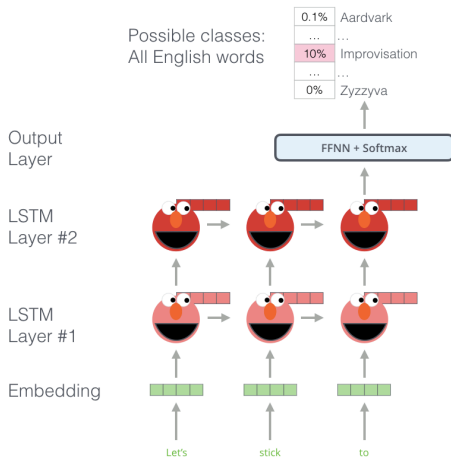 Possible classes:
All English words
0.1% Aardvark
... ...
10% Improvisation
... ...
0% Zyzzyva
Output
Layer
FFNN + Softmax
LSTM
Layer #2
LSTM
Layer #1
Embedding
Let's stick to